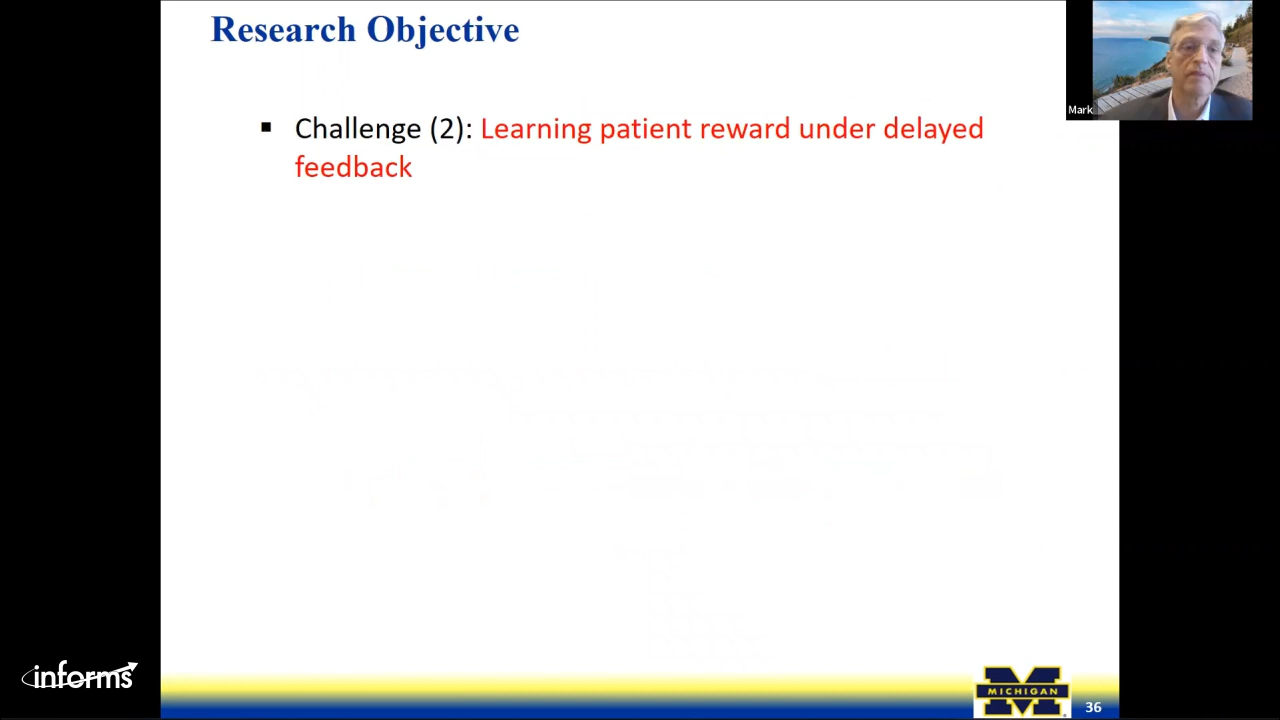 Research Objective
Mark
▪ Challenge (2): Learning patient reward under delayed
feedback
informs
MICHIGAN
36